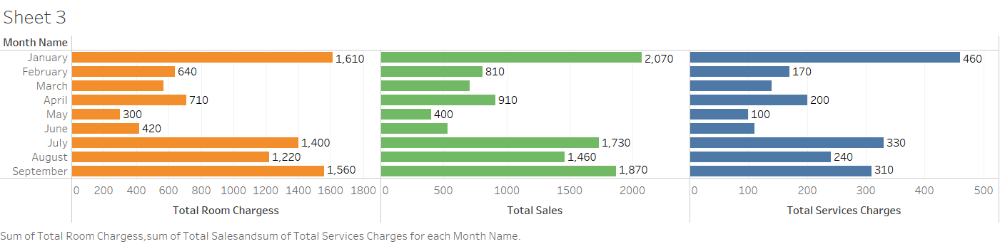 Sheet 3
Month Name
January 1,610 2,070 460
February 640 810 170
March
April 710 910 200
May 300 400 100
June 420
July 1,400 1,730 330
August 1,220 1,460 240
September 1,560 1,870 310
0 200 400 600 800 1000 1200 1400 1600 1800 0 500 1000 1500 2000 0 100 200 300 400 500
Total Room Chargess Total Sales Total Services Charges
Sum of Total Room Chargess,sum of Total Salesandsum of Total Services Charges for each Month Name.